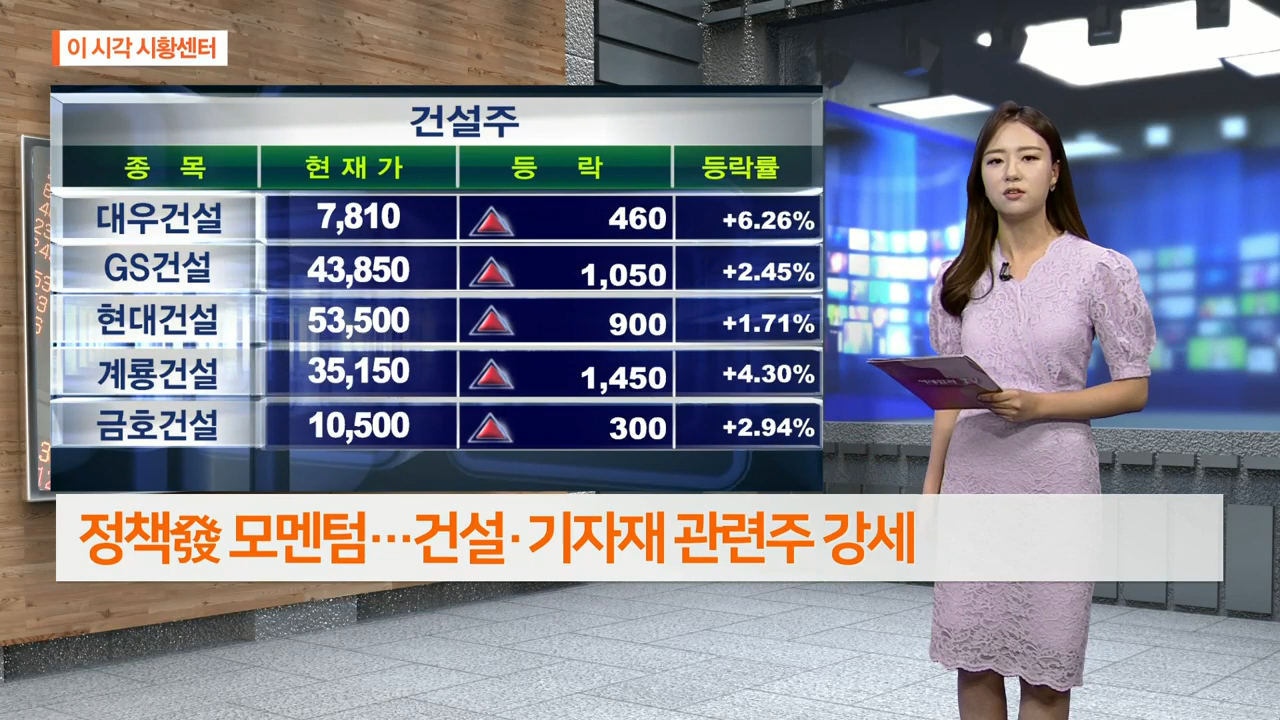 이 시각 시황센터
건설주
종 목 현 재 가 등 락 등락률
대우건설 7,810 ▲ 460 +6.26%
GS건설 43,850 ▲ 1,050 +2.45%
현대건설 53,500 ▲ 900 +1.71%
계룡건설 35,150 ▲ 1,450 +4.30%
금호건설 10,500 ▲ 300 +2.94%
정책發 모멘텀…건설·기자재 관련주 강세